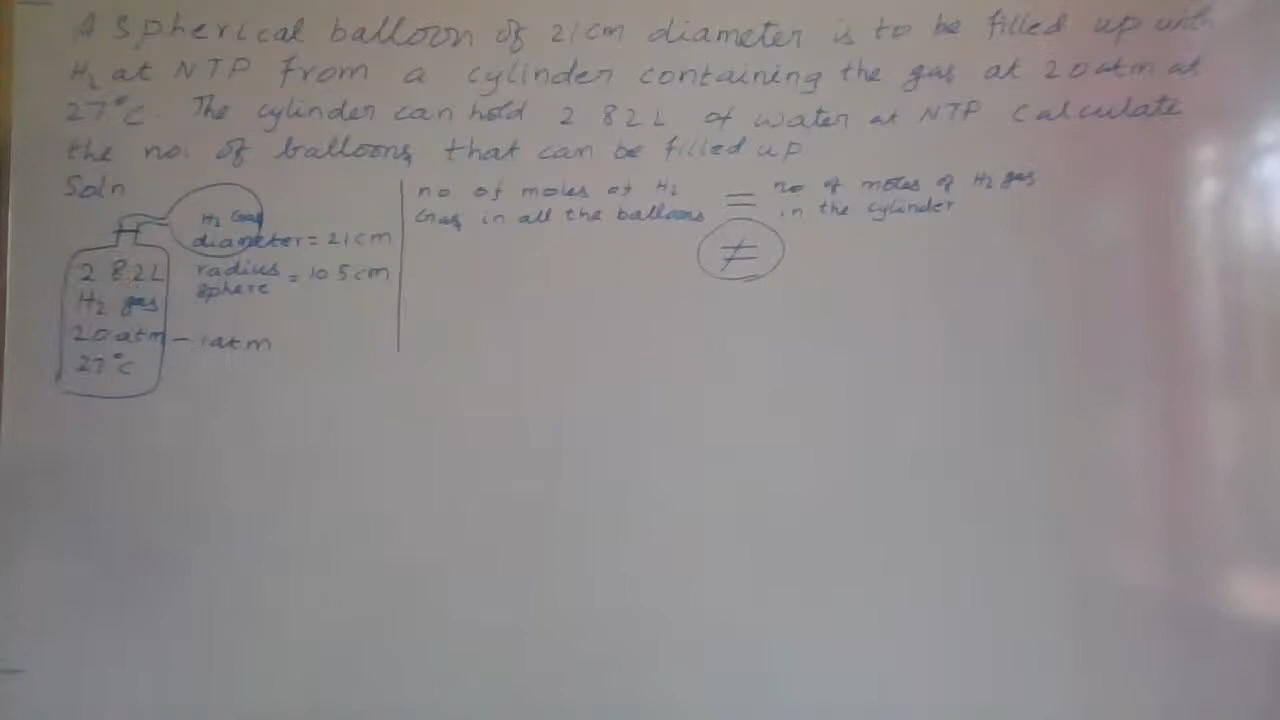 A spherical balloon of 21cm diameter is to be filled up with
H2 at NTP from a cylinder containing the gas at 20atm at
27°C. The cylinder can hold 2 82L of water at NTP Calculate
the no. of balloons that can be filled up
Soln
H2 Gas
diameter = 21cm
radius = 10 5cm
sphere
2 82L
H2 gas
20atm - 1atm
27°C
no. of moles of H2 = no of moles of H2 gas
Gas in all the balloons in the cylinder
≠